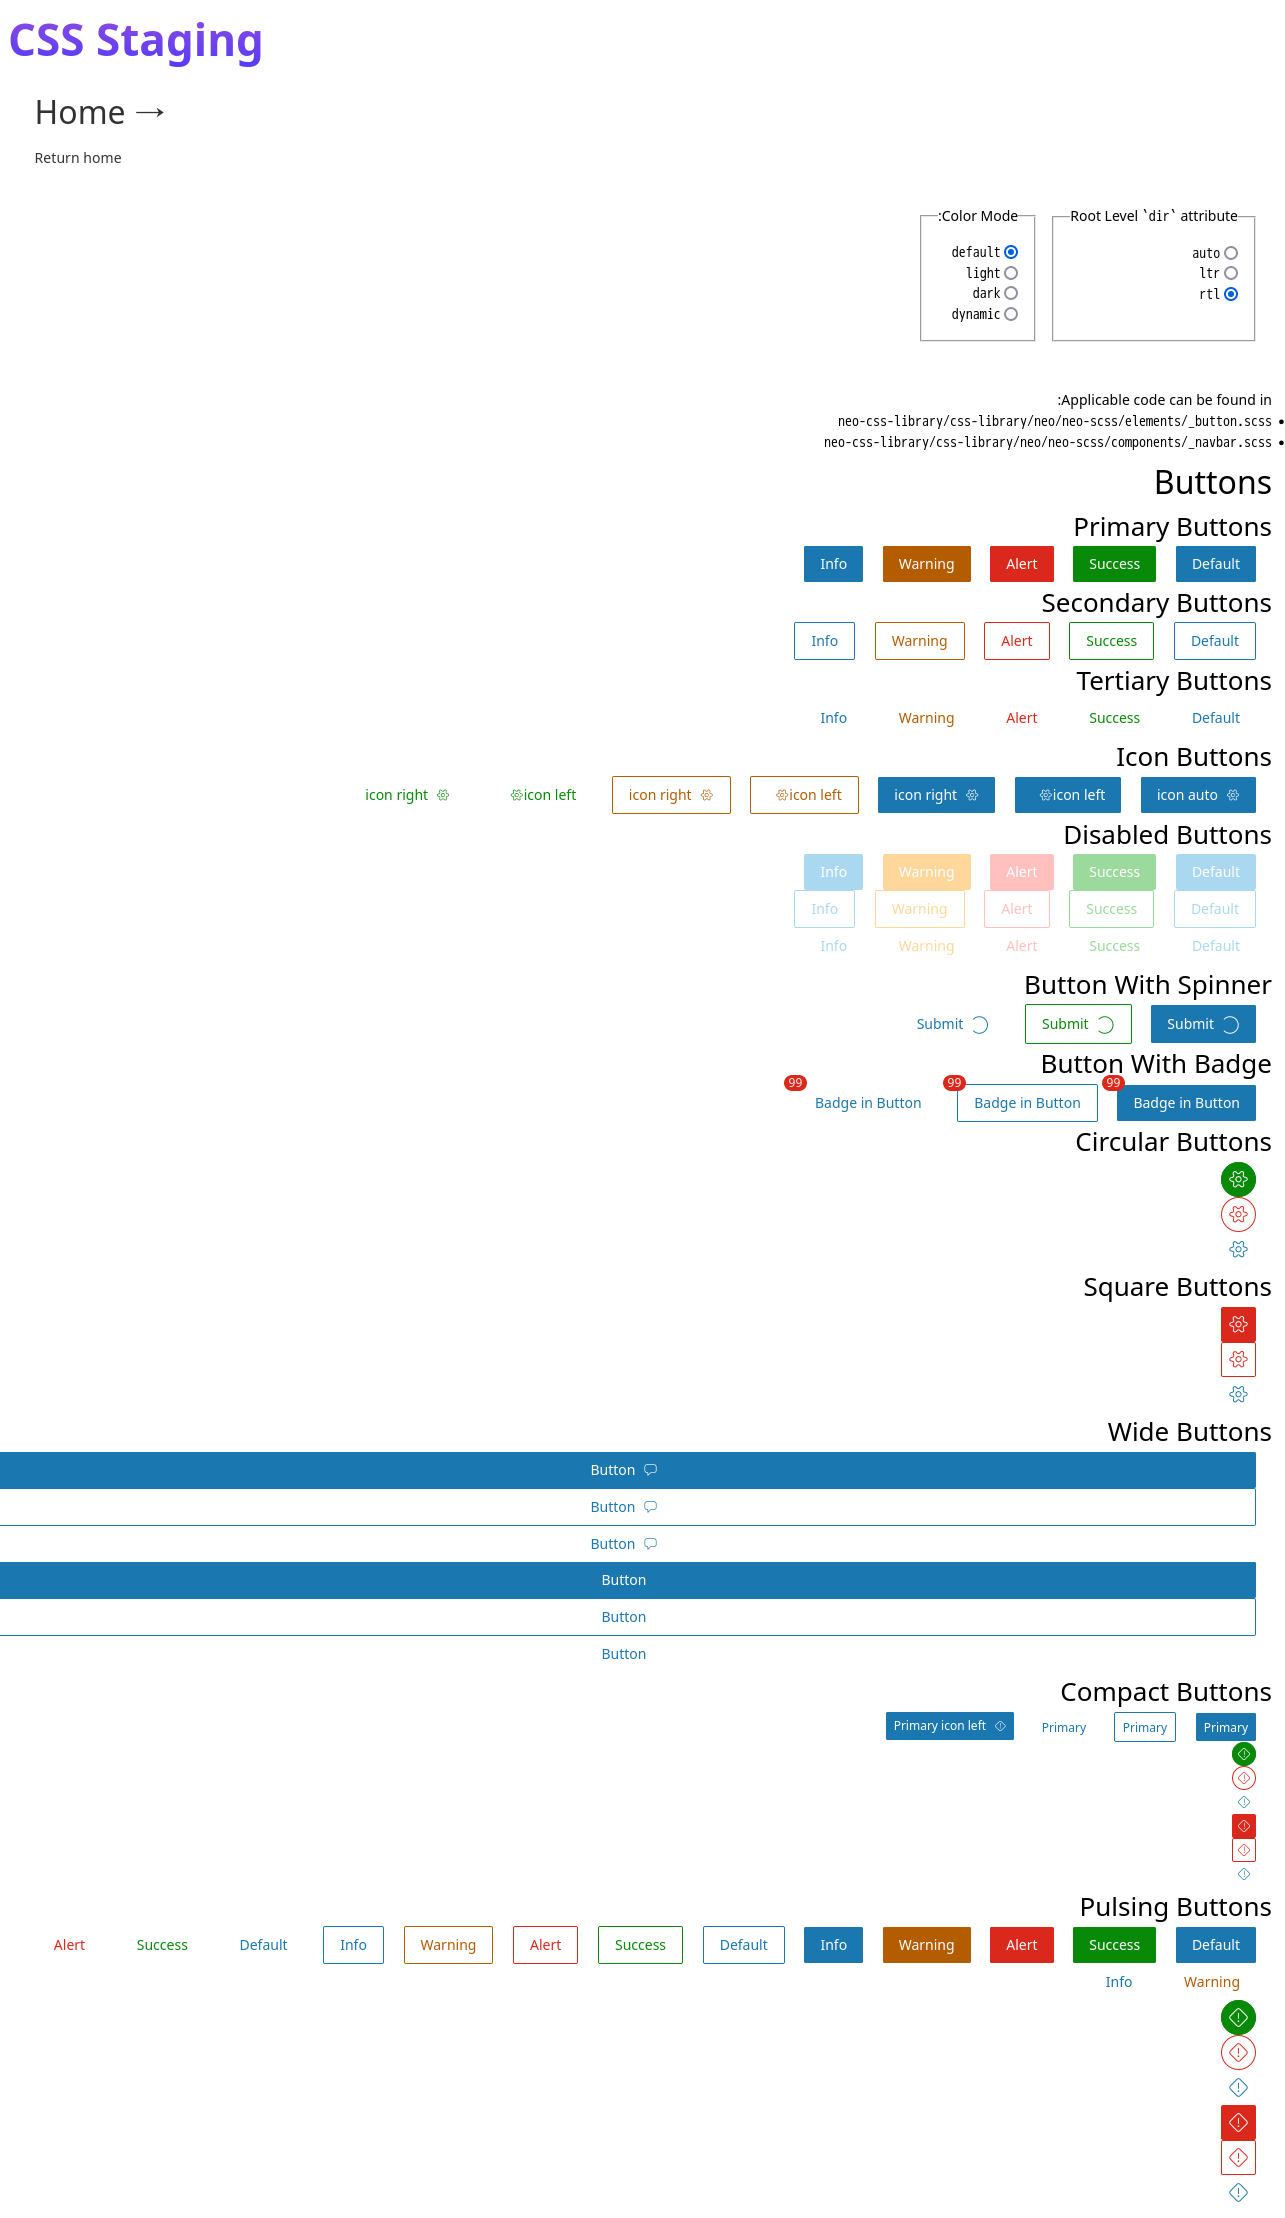 CSS Staging
Home →
Return home
Root Level `dir` attribute
auto
ltr
rtl
:Color Mode
default
light
dark
dynamic
:Applicable code can be found in
neo-css-library/css-library/neo/neo-scss/elements/_button.scss
neo-css-library/css-library/neo/neo-scss/components/_navbar.scss
Buttons
Primary Buttons
Info Warning Alert Success Default
Secondary Buttons
Info Warning Alert Success Default
Tertiary Buttons
Info Warning Alert Success Default
Icon Buttons
icon right icon left icon right icon left icon right icon left icon auto
Disabled Buttons
Info Warning Alert Success Default
Info Warning Alert Success Default
Info Warning Alert Success Default
Button With Spinner
Submit Submit Submit
Button With Badge
99 99 99
Badge in Button Badge in Button Badge in Button
Circular Buttons
Square Buttons
Wide Buttons
Button
Button
Button
Button
Button
Button
Compact Buttons
Primary icon left Primary Primary Primary
Pulsing Buttons
Alert Success Default Info Warning Alert Success Default Info Warning Alert Success Default
Info Warning